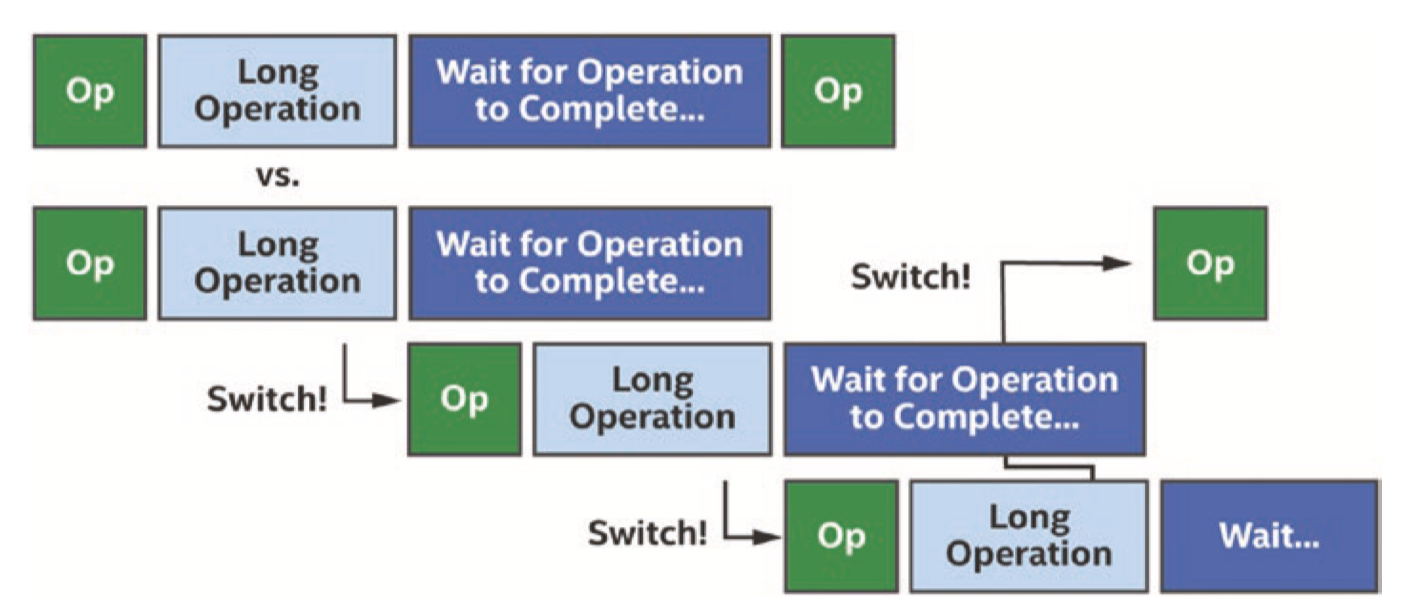 Op
Long
Operation
Wait for Operation
to Complete...
Op
vs.
Op
Long
Operation
Wait for Operation
to Complete...
Switch!
Op
Switch!
Op
Long
Operation
Wait for Operation
to Complete...
Switch!
Op
Long
Operation
Wait...